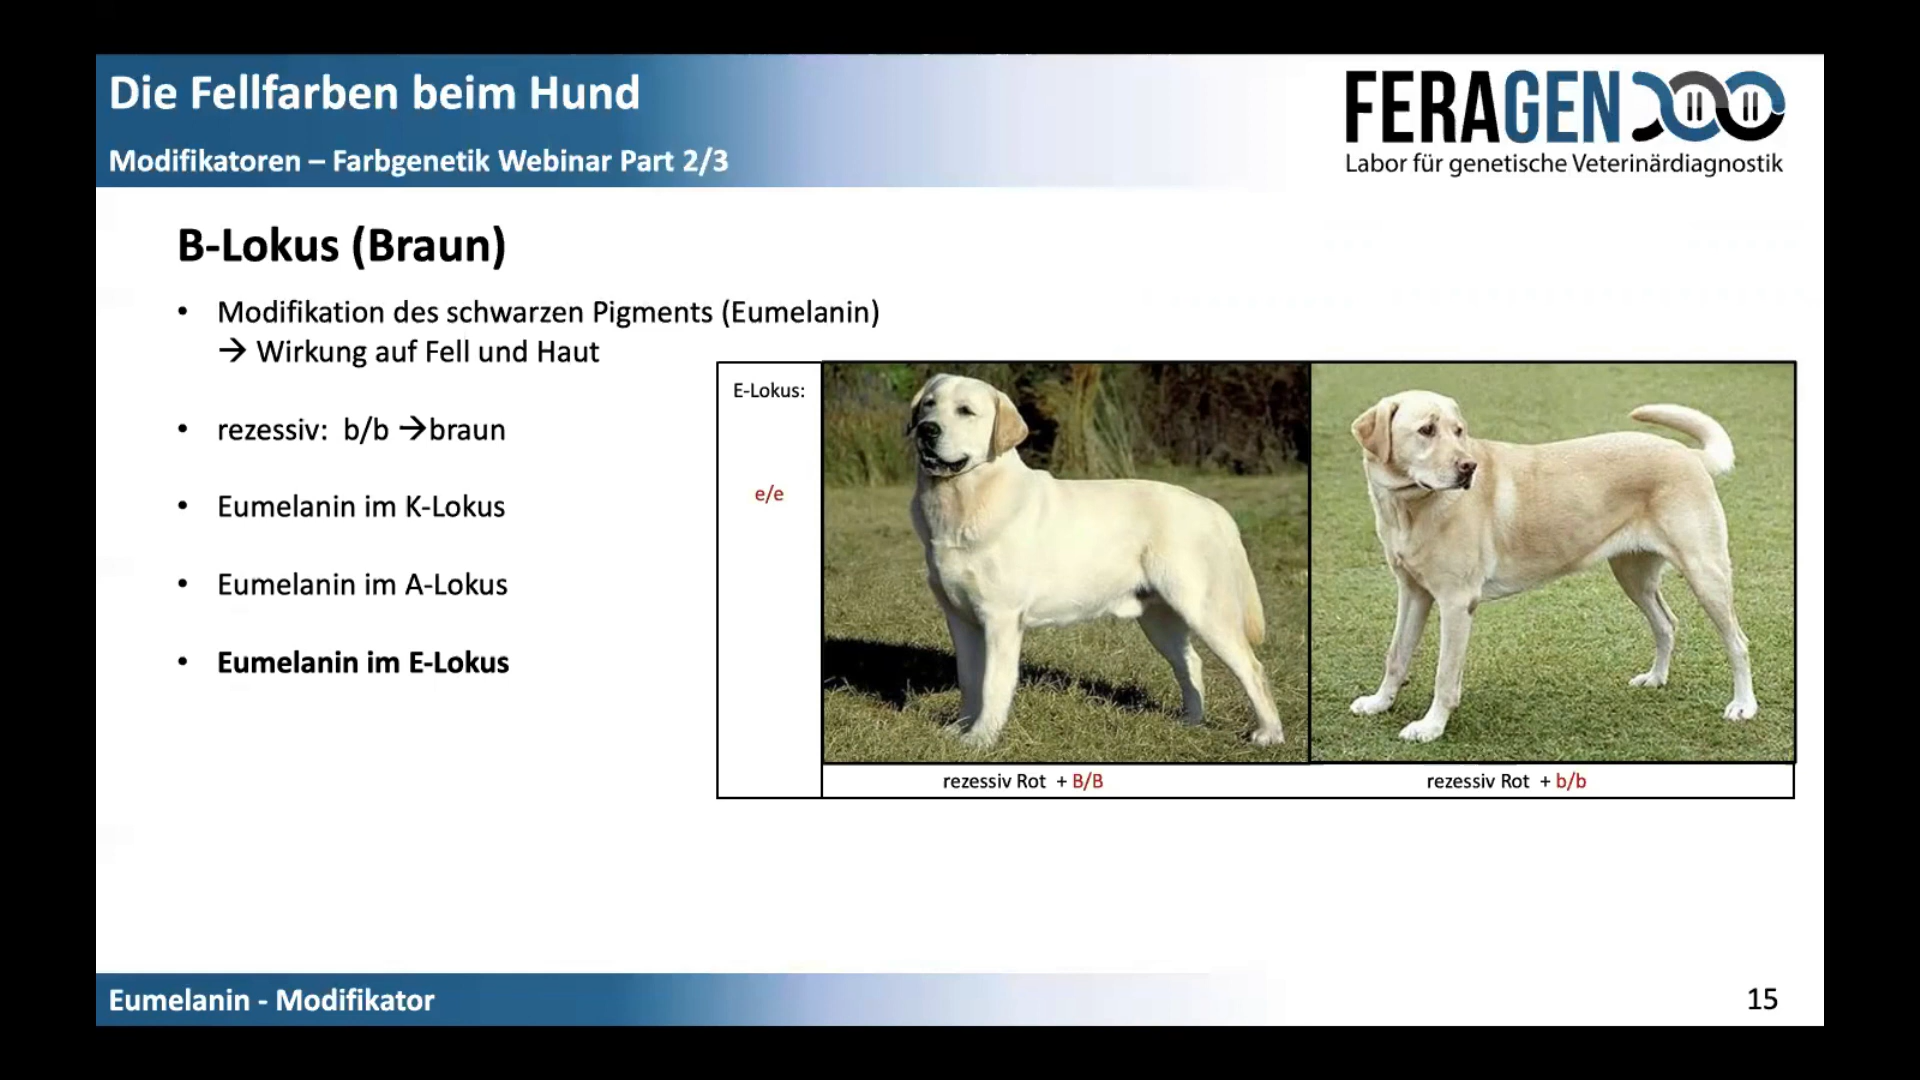 Die Fellfarben beim Hund
Modifikatoren – Farbgenetik Webinar Part 2/3
FERAGEN
Labor für genetische Veterinärdiagnostik
B-Lokus (Braun)
• Modifikation des schwarzen Pigments (Eumelanin)
→ Wirkung auf Fell und Haut
• rezessiv: b/b →braun
• Eumelanin im K-Lokus
• Eumelanin im A-Lokus
• Eumelanin im E-Lokus
E-Lokus:
e/e
rezessiv Rot + B/B
rezessiv Rot + b/b
Eumelanin - Modifikator
15